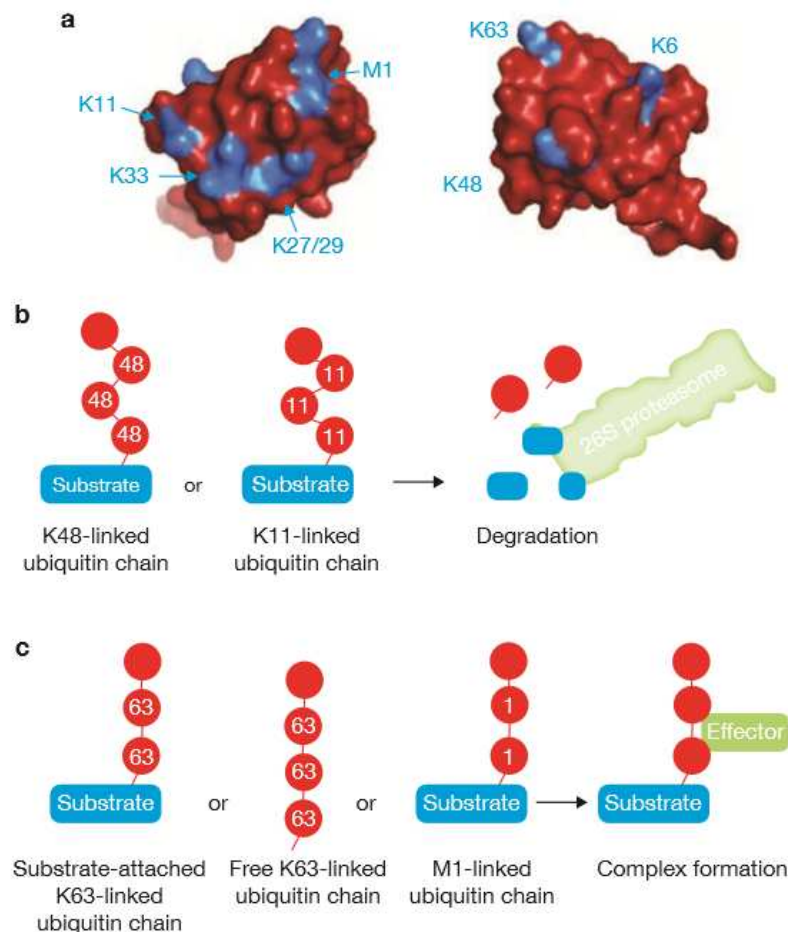 a
K63
K6
M1
K11
K33
K48
K27/29
b
48
11
48
11
48
11
26S proteasome
Substrate
or
Substrate
K48-linked
ubiquitin chain
K11-linked
ubiquitin chain
Degradation
c
63
63
1
63
63
1
Effector
Substrate
or
63
or
Substrate
Substrate
Substrate-attached
K63-linked
ubiquitin chain
Free K63-linked
ubiquitin chain
M1-linked
ubiquitin chain
Complex formation